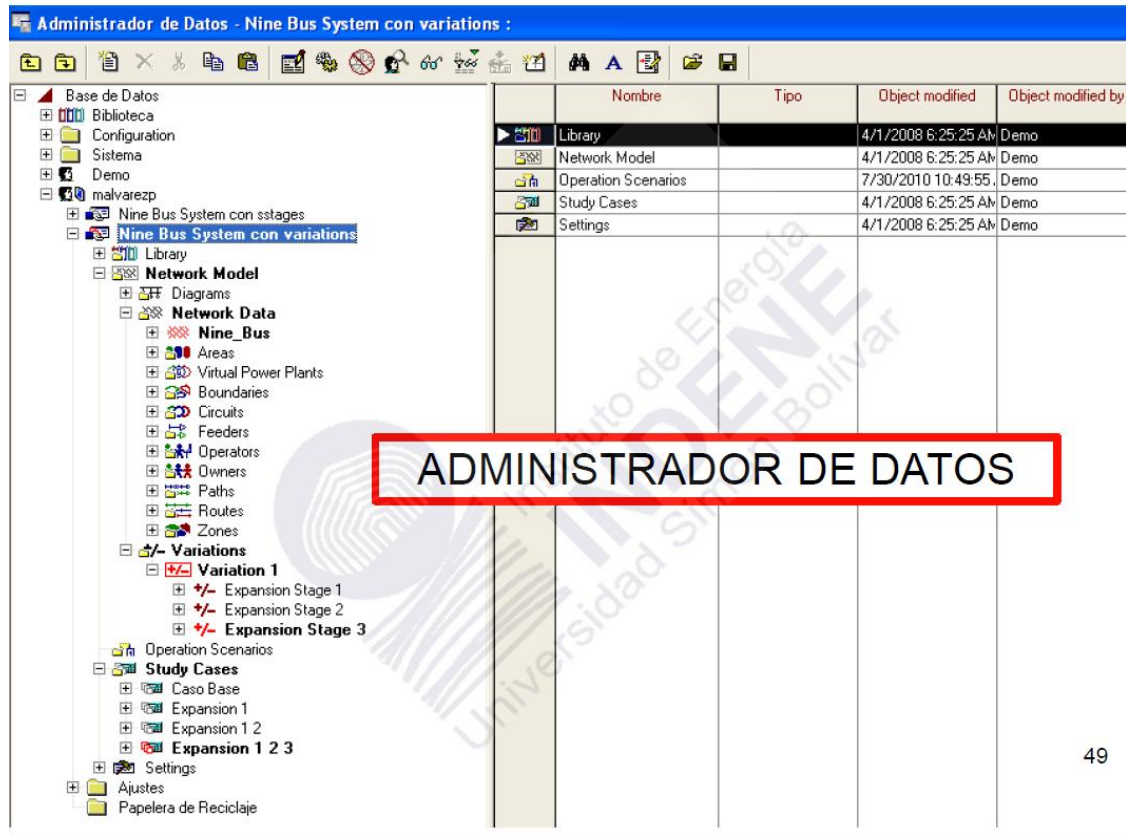 Administrador de Datos - Nine Bus System con variations :
Base de Datos
Biblioteca
Configuration
Sistema
Demo
malvarezp
Nine Bus System con sstages
Nine Bus System con variations
Library
Network Model
Diagrams
Network Data
Nine_Bus
Areas
Virtual Power Plants
Boundaries
Circuits
Feeders
Operators
Owners
Paths
Routes
Zones
+/- Variations
+/- Variation 1
+/- Expansion Stage 1
+/- Expansion Stage 2
+/- Expansion Stage 3
Operation Scenarios
Study Cases
Caso Base
Expansion 1
Expansion 1 2
Expansion 1 2 3
Settings
Ajustes
Papelera de Reciclaje
Nombre Tipo Object modified Object modified by
Library 4/1/2008 6:25:25 AM Demo
Network Model 4/1/2008 6:25:25 AM Demo
Operation Scenarios 7/30/2010 10:49:55 . Demo
Study Cases 4/1/2008 6:25:25 AM Demo
Settings 4/1/2008 6:25:25 AM Demo
ADMINISTRADOR DE DATOS
Instituto de Energía
INDENE
Universidad Simón Bolívar
49